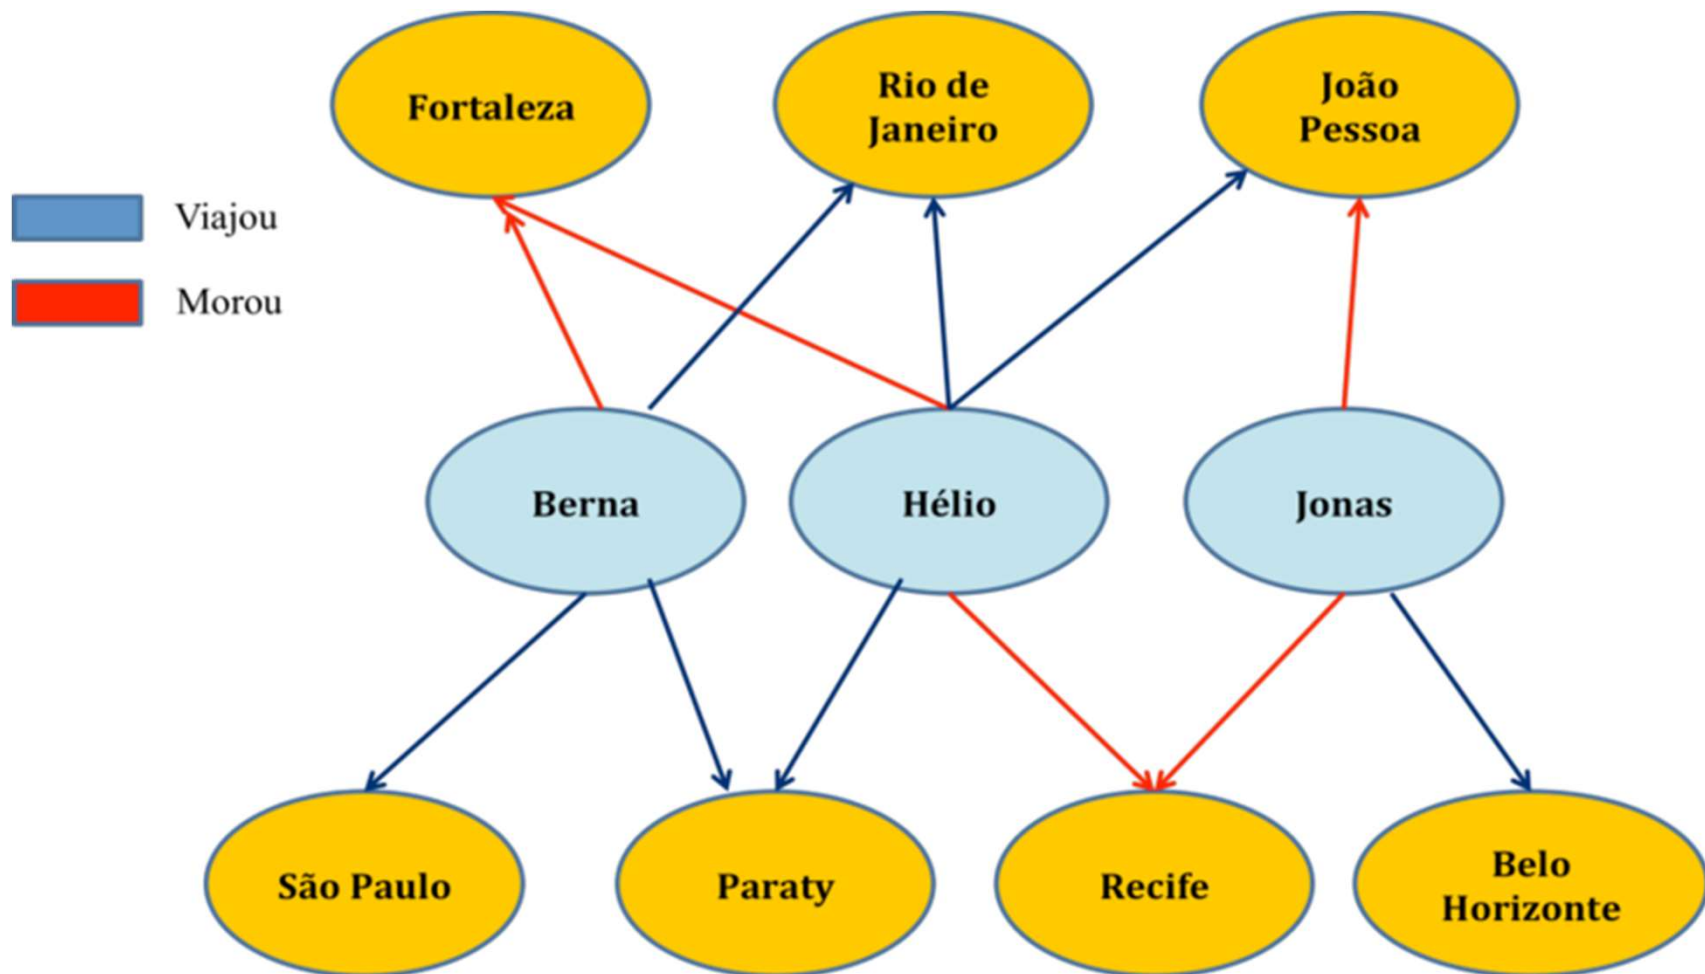 Fortaleza
Rio de
Janeiro
João
Pessoa
Viajou
Morou
Berna
Hélio
Jonas
São Paulo
Paraty
Recife
Belo
Horizonte